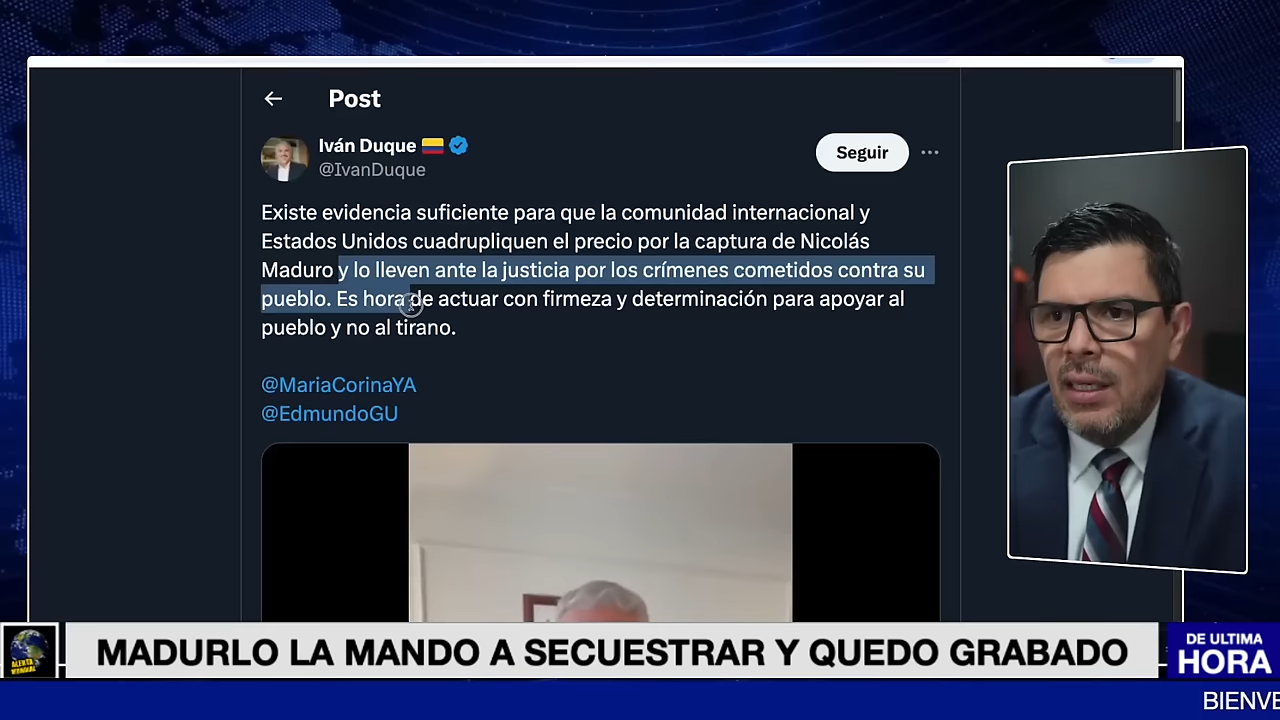 Post
Iván Duque
@IvanDuque
Seguir
Existe evidencia suficiente para que la comunidad internacional y
Estados Unidos cuadrupliquen el precio por la captura de Nicolás
Maduro y lo lleven ante la justicia por los crímenes cometidos contra su
pueblo. Es hora de actuar con firmeza y determinación para apoyar al
pueblo y no al tirano.
@MariaCorinaYA
@EdmundoGU
MADURLO LA MANDO A SECUESTRAR Y QUEDO GRABADO
ALERTA
MUNDIAL
DE ULTIMA
HORA
BIENVE